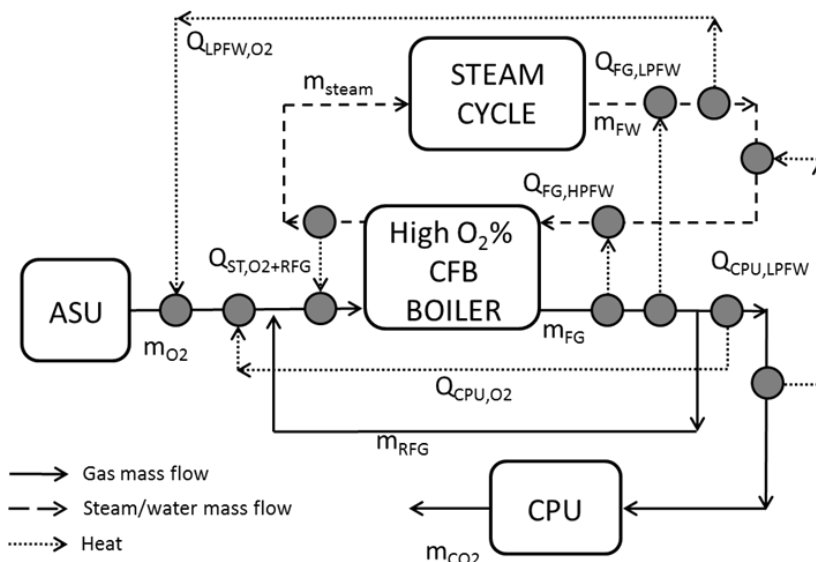 Q_LPFW,O2
m_steam
STEAM
CYCLE
Q_FG,LPFW
m_FW
Q_FG,HPFW
Q_ST,O2+RFG
High O_2%
CFB
BOILER
Q_CPU,LPFW
ASU
m_O2
m_FG
Q_CPU,O2
m_RFG
Gas mass flow
Steam/water mass flow
Heat
CPU
m_CO2